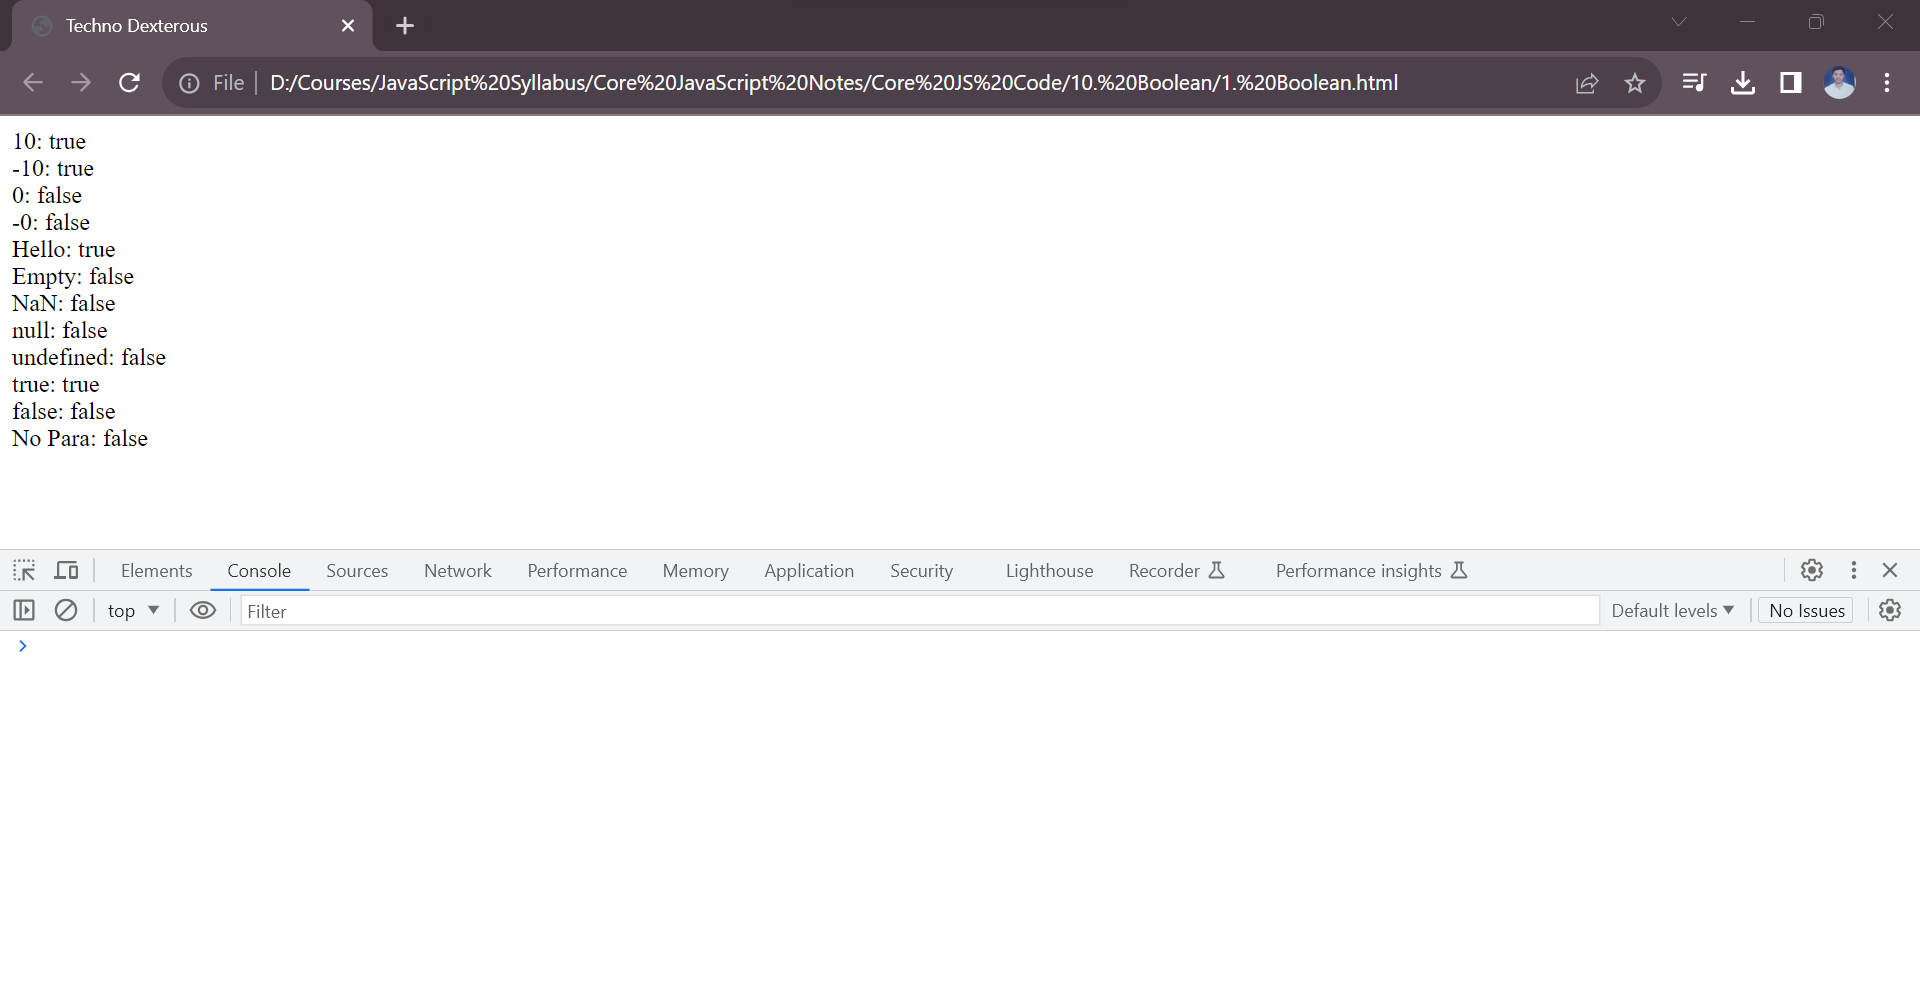 Techno Dexterous
File D:/Courses/JavaScript%20Syllabus/Core%20JavaScript%20Notes/Core%20JS%20Code/10.%20Boolean/1.%20Boolean.html
10: true
-10: true
0: false
-0: false
Hello: true
Empty: false
NaN: false
null: false
undefined: false
true: true
false: false
No Para: false
Elements Console Sources Network Performance Memory Application Security Lighthouse Recorder Performance insights
top Filter Default levels No Issues